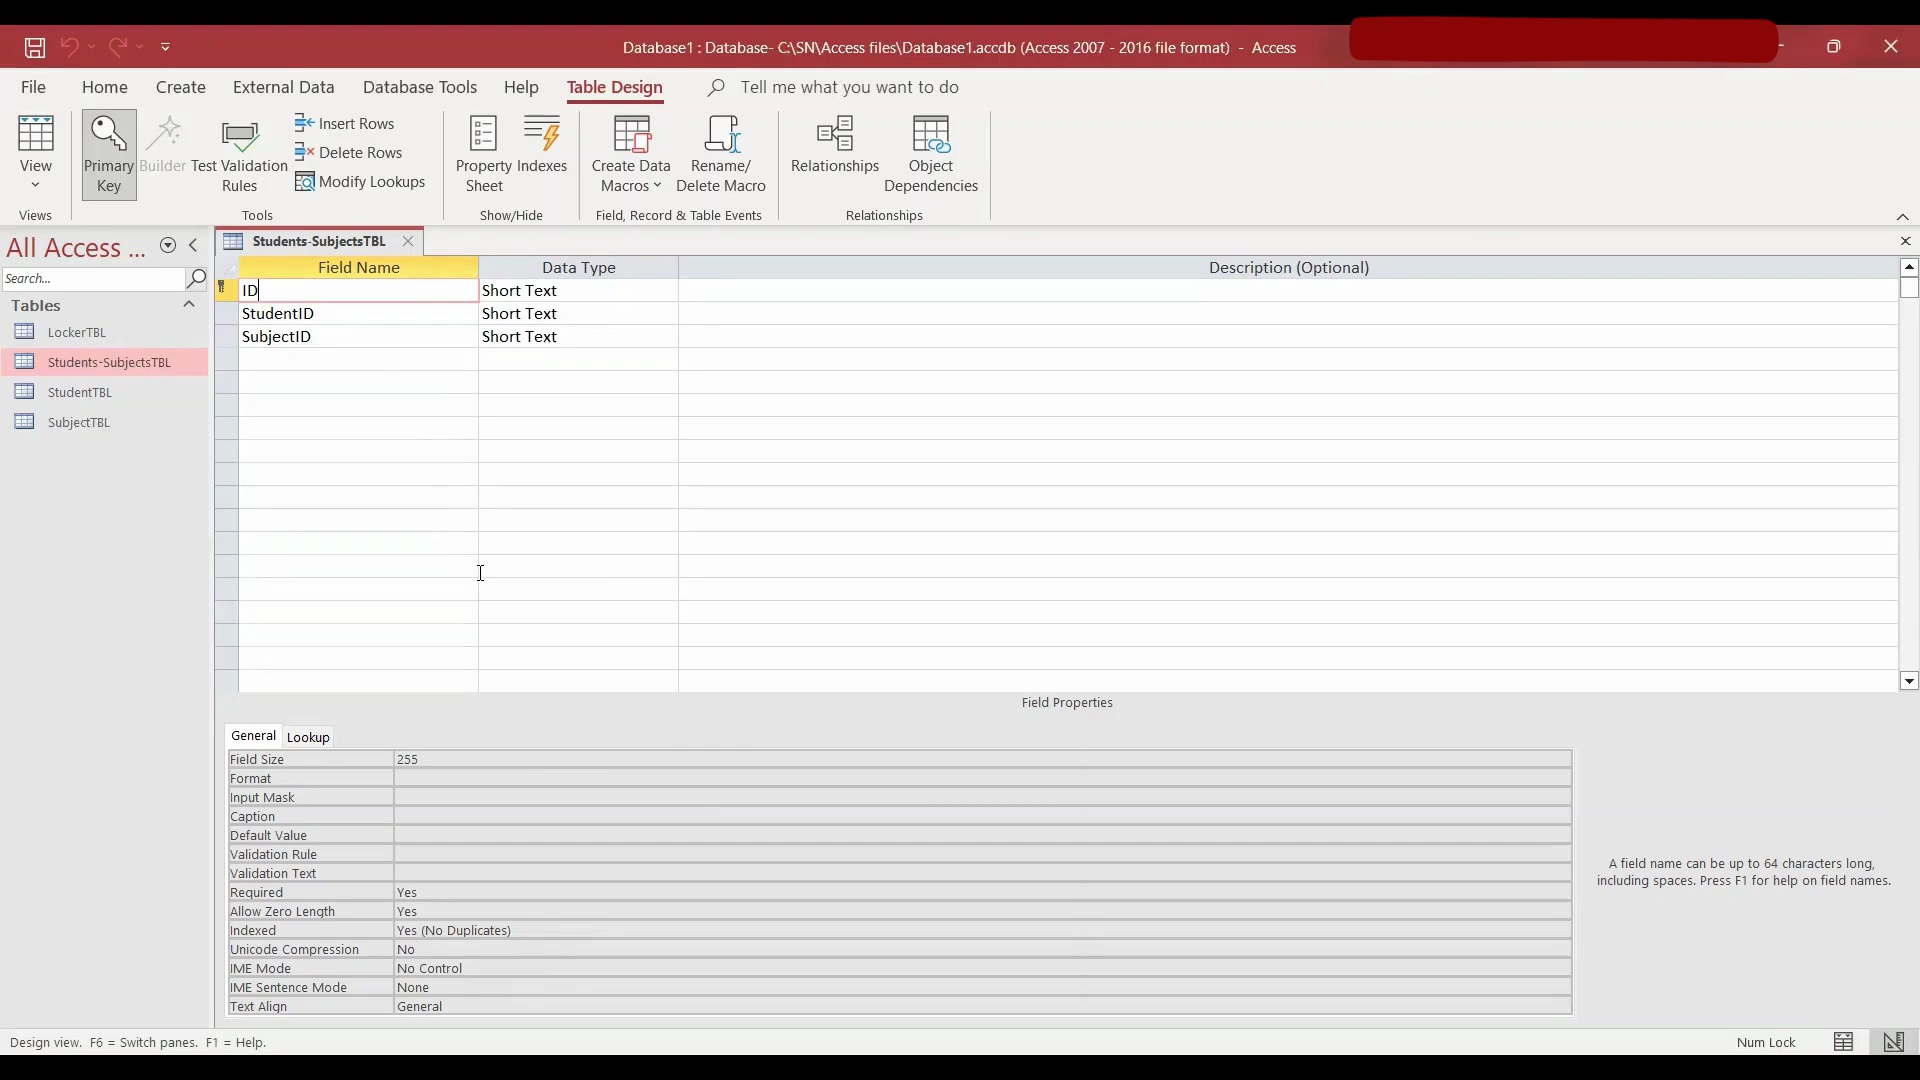 Database1 : Database- C:\SN\Access files\Database1.accdb (Access 2007 - 2016 file format) - Access
File Home Create External Data Database Tools Help Table Design Tell me what you want to do
View
Primary Key
Builder
Test Validation Rules
Insert Rows
Delete Rows
Modify Lookups
Property Sheet
Indexes
Create Data Macros
Rename/ Delete Macro
Relationships
Object Dependencies
Views
Tools
Show/Hide
Field, Record & Table Events
Relationships
All Access ...
Search...
Tables
LockerTBL
Students-SubjectsTBL
StudentTBL
SubjectTBL
Students-SubjectsTBL
Field Name Data Type Description (Optional)
ID Short Text
StudentID Short Text
SubjectID Short Text
Field Properties
General Lookup
Field Size 255
Format
Input Mask
Caption
Default Value
Validation Rule
Validation Text
Required Yes
Allow Zero Length Yes
Indexed Yes (No Duplicates)
Unicode Compression No
IME Mode No Control
IME Sentence Mode None
Text Align General
A field name can be up to 64 characters long,
including spaces. Press F1 for help on field names.
Design view. F6 = Switch panes. F1 = Help.
Num Lock